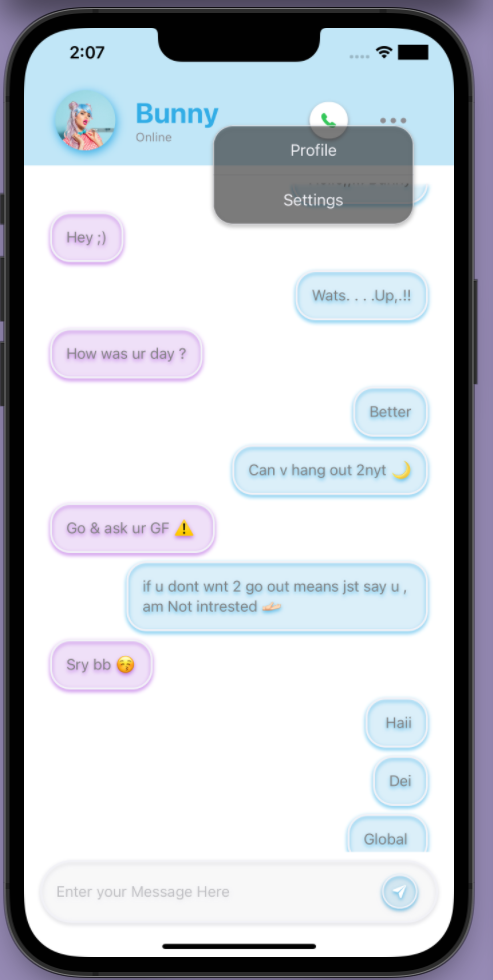 2:07
Bunny
Online
Profile
Settings
Hey ;)
Wats. . . .Up,.!!
How was ur day ?
Better
Can v hang out 2nyt 🌙
Go & ask ur GF ⚠️
if u dont wnt 2 go out means jst say u ,
am Not intrested 🫴🏻
Sry bb 😚
Haii
Dei
Global
Enter your Message Here